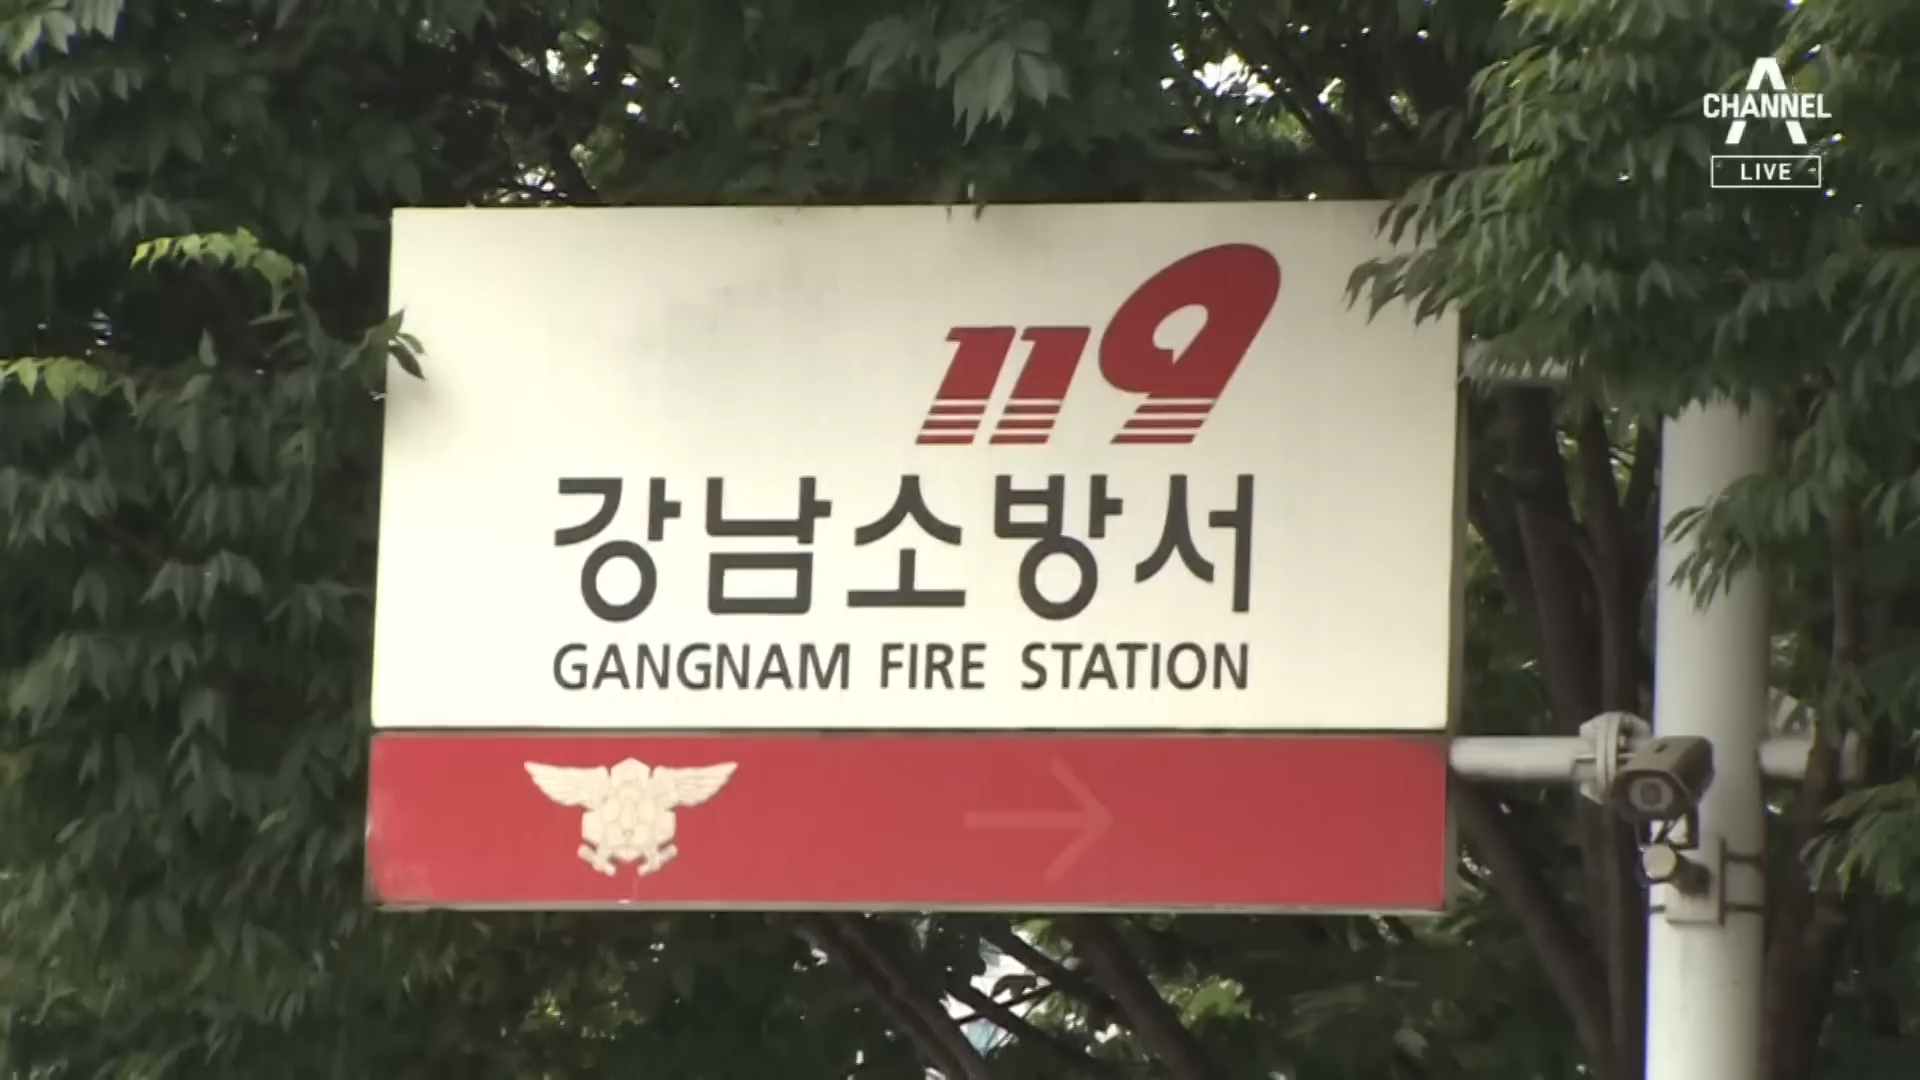 CHANNEL A
LIVE
119
강남소방서
GANGNAM FIRE STATION